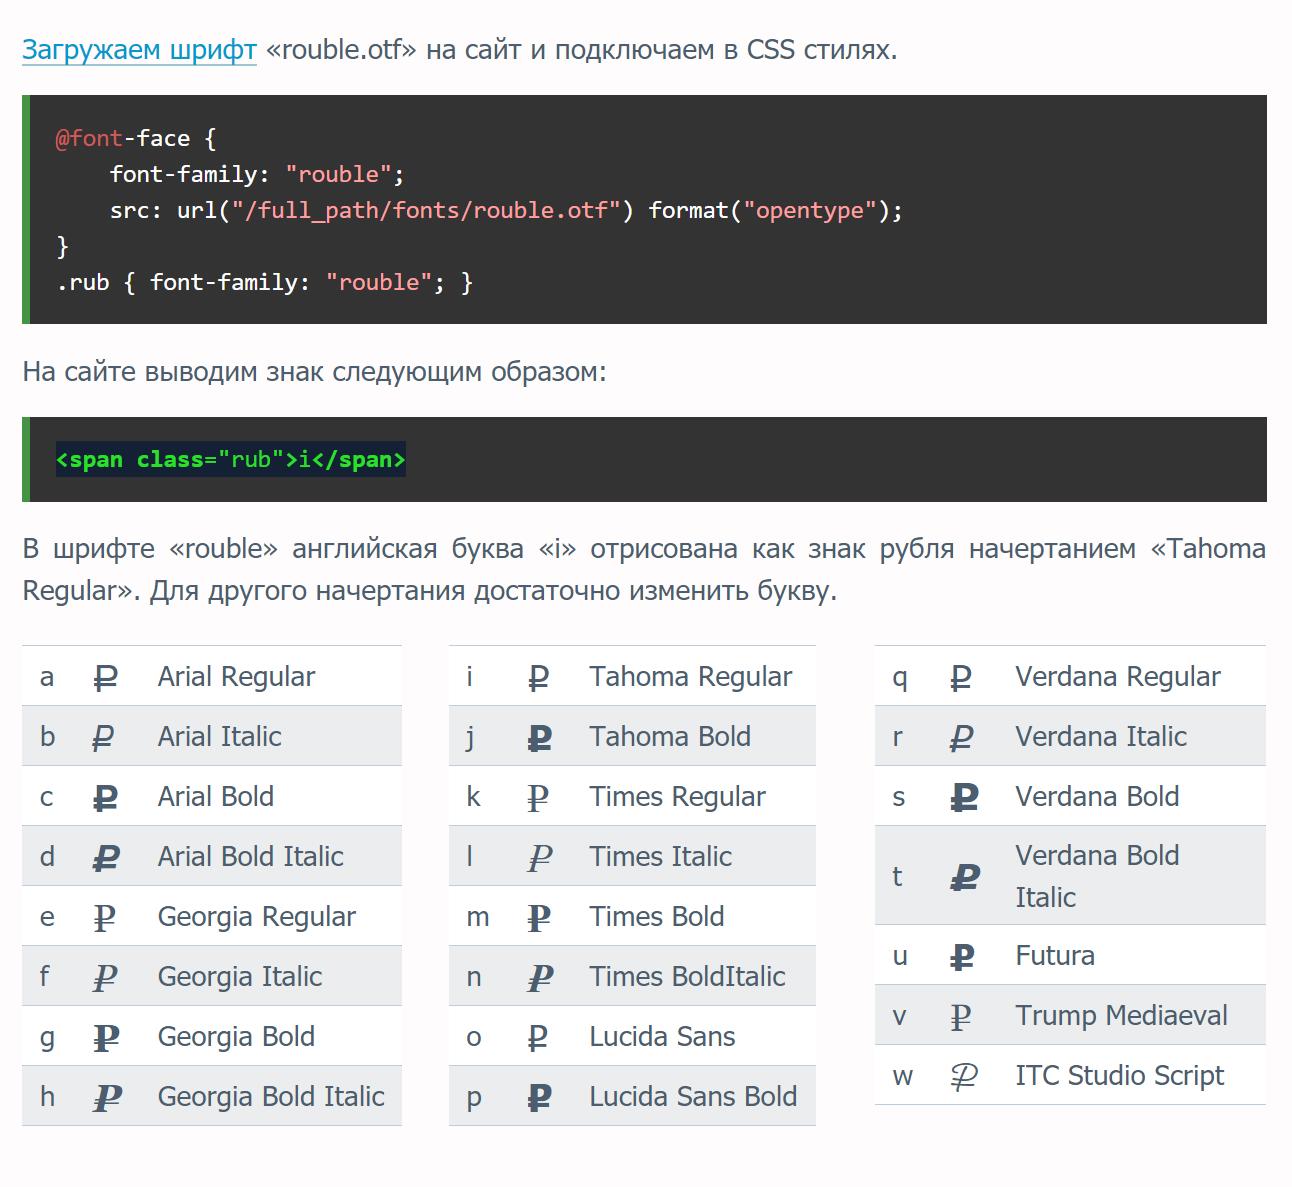 Загружаем шрифт «rouble.otf» на сайт и подключаем в CSS стилях.
@font-face {
    font-family: "rouble";
    src: url("/full_path/fonts/rouble.otf") format("opentype");
}
.rub { font-family: "rouble"; }
На сайте выводим знак следующим образом:
<span class="rub">i</span>
В шрифте «rouble» английская буква «i» отрисована как знак рубля начертанием «Tahoma
Regular». Для другого начертания достаточно изменить букву.
a ₽ Arial Regular
b ₽ Arial Italic
c ₽ Arial Bold
d ₽ Arial Bold Italic
e ₽ Georgia Regular
f ₽ Georgia Italic
g ₽ Georgia Bold
h ₽ Georgia Bold Italic
i ₽ Tahoma Regular
j ₽ Tahoma Bold
k ₽ Times Regular
l ₽ Times Italic
m ₽ Times Bold
n ₽ Times BoldItalic
o ₽ Lucida Sans
p ₽ Lucida Sans Bold
q ₽ Verdana Regular
r ₽ Verdana Italic
s ₽ Verdana Bold
t ₽ Verdana Bold
Italic
u ₽ Futura
v ₽ Trump Mediaeval
w ₽ ITC Studio Script